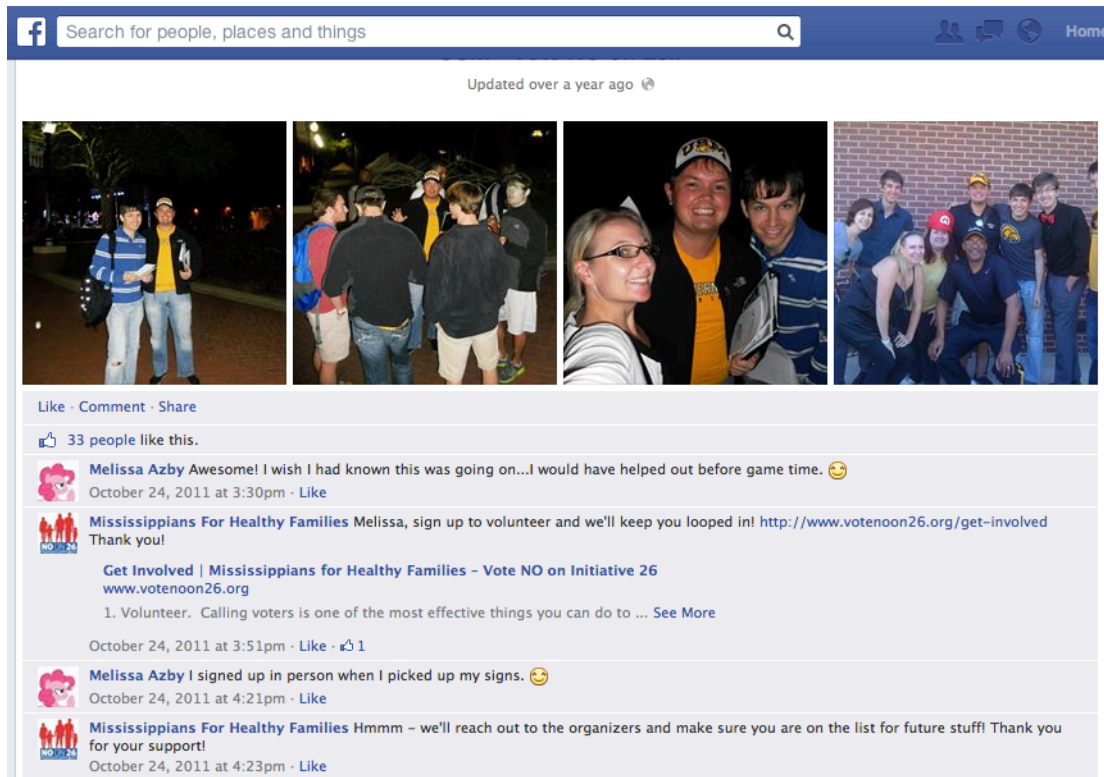 f
Search for people, places and things
Home
Updated over a year ago
USM
Like · Comment · Share
33 people like this.
Melissa Azby Awesome! I wish I had known this was going on...I would have helped out before game time.
October 24, 2011 at 3:30pm · Like
Mississippians For Healthy Families Melissa, sign up to volunteer and we'll keep you looped in! http://www.votenoon26.org/get-involved
Thank you!
NO ON 26
Get Involved | Mississippians for Healthy Families – Vote NO on Initiative 26
www.votenoon26.org
1. Volunteer.  Calling voters is one of the most effective things you can do to ... See More
October 24, 2011 at 3:51pm · Like · 1
Melissa Azby I signed up in person when I picked up my signs.
October 24, 2011 at 4:21pm · Like
Mississippians For Healthy Families Hmmm – we'll reach out to the organizers and make sure you are on the list for future stuff! Thank you
for your support!
NO ON 26
October 24, 2011 at 4:23pm · Like